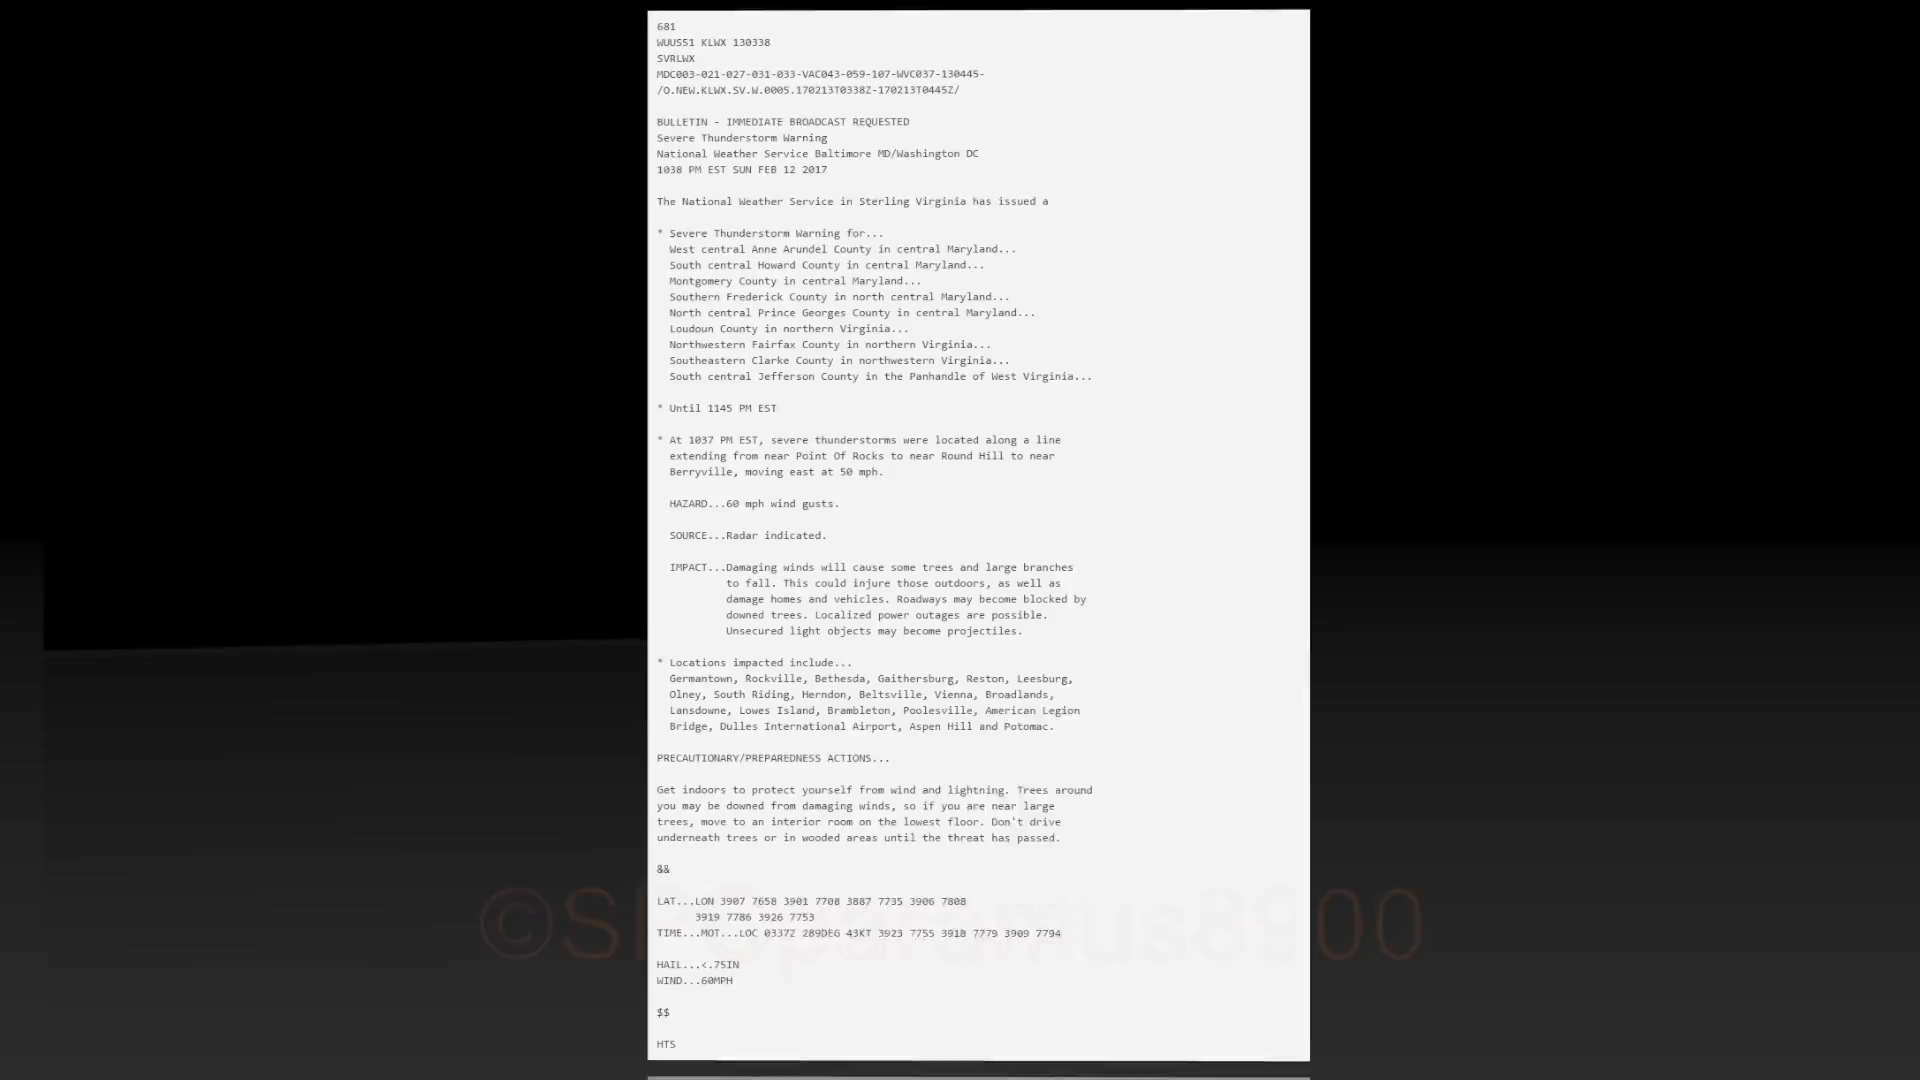 681
WUUS51 KLWX 130338
SVRLWX
MDC003-021-027-031-033-VAC043-059-107-WVC037-130445-
/O.NEW.KLWX.SV.W.0005.170213T0338Z-170213T0445Z/
BULLETIN - IMMEDIATE BROADCAST REQUESTED
Severe Thunderstorm Warning
National Weather Service Baltimore MD/Washington DC
1038 PM EST SUN FEB 12 2017
The National Weather Service in Sterling Virginia has issued a
* Severe Thunderstorm Warning for...
West central Anne Arundel County in central Maryland...
South central Howard County in central Maryland...
Montgomery County in central Maryland...
Southern Frederick County in north central Maryland...
North central Prince Georges County in central Maryland...
Loudoun County in northern Virginia...
Northwestern Fairfax County in northern Virginia...
Southeastern Clarke County in northwestern Virginia...
South central Jefferson County in the Panhandle of West Virginia...
* Until 1145 PM EST
* At 1037 PM EST, severe thunderstorms were located along a line
extending from near Point Of Rocks to near Round Hill to near
Berryville, moving east at 50 mph.
HAZARD...60 mph wind gusts.
SOURCE...Radar indicated.
IMPACT...Damaging winds will cause some trees and large branches
to fall. This could injure those outdoors, as well as
damage homes and vehicles. Roadways may become blocked by
downed trees. Localized power outages are possible.
Unsecured light objects may become projectiles.
* Locations impacted include...
Germantown, Rockville, Bethesda, Gaithersburg, Reston, Leesburg,
Olney, South Riding, Herndon, Beltsville, Vienna, Broadlands,
Lansdowne, Lowes Island, Brambleton, Poolesville, American Legion
Bridge, Dulles International Airport, Aspen Hill and Potomac.
PRECAUTIONARY/PREPAREDNESS ACTIONS...
Get indoors to protect yourself from wind and lightning. Trees around
you may be downed from damaging winds, so if you are near large
trees, move to an interior room on the lowest floor. Don't drive
underneath trees or in wooded areas until the threat has passed.
&&
LAT...LON 3907 7658 3901 7708 3887 7735 3906 7808
3919 7786 3926 7753
TIME...MOT...LOC 0337Z 289DEG 43KT 3923 7755 3918 7779 3909 7794
HAIL...<.75IN
WIND...60MPH
$$
HTS